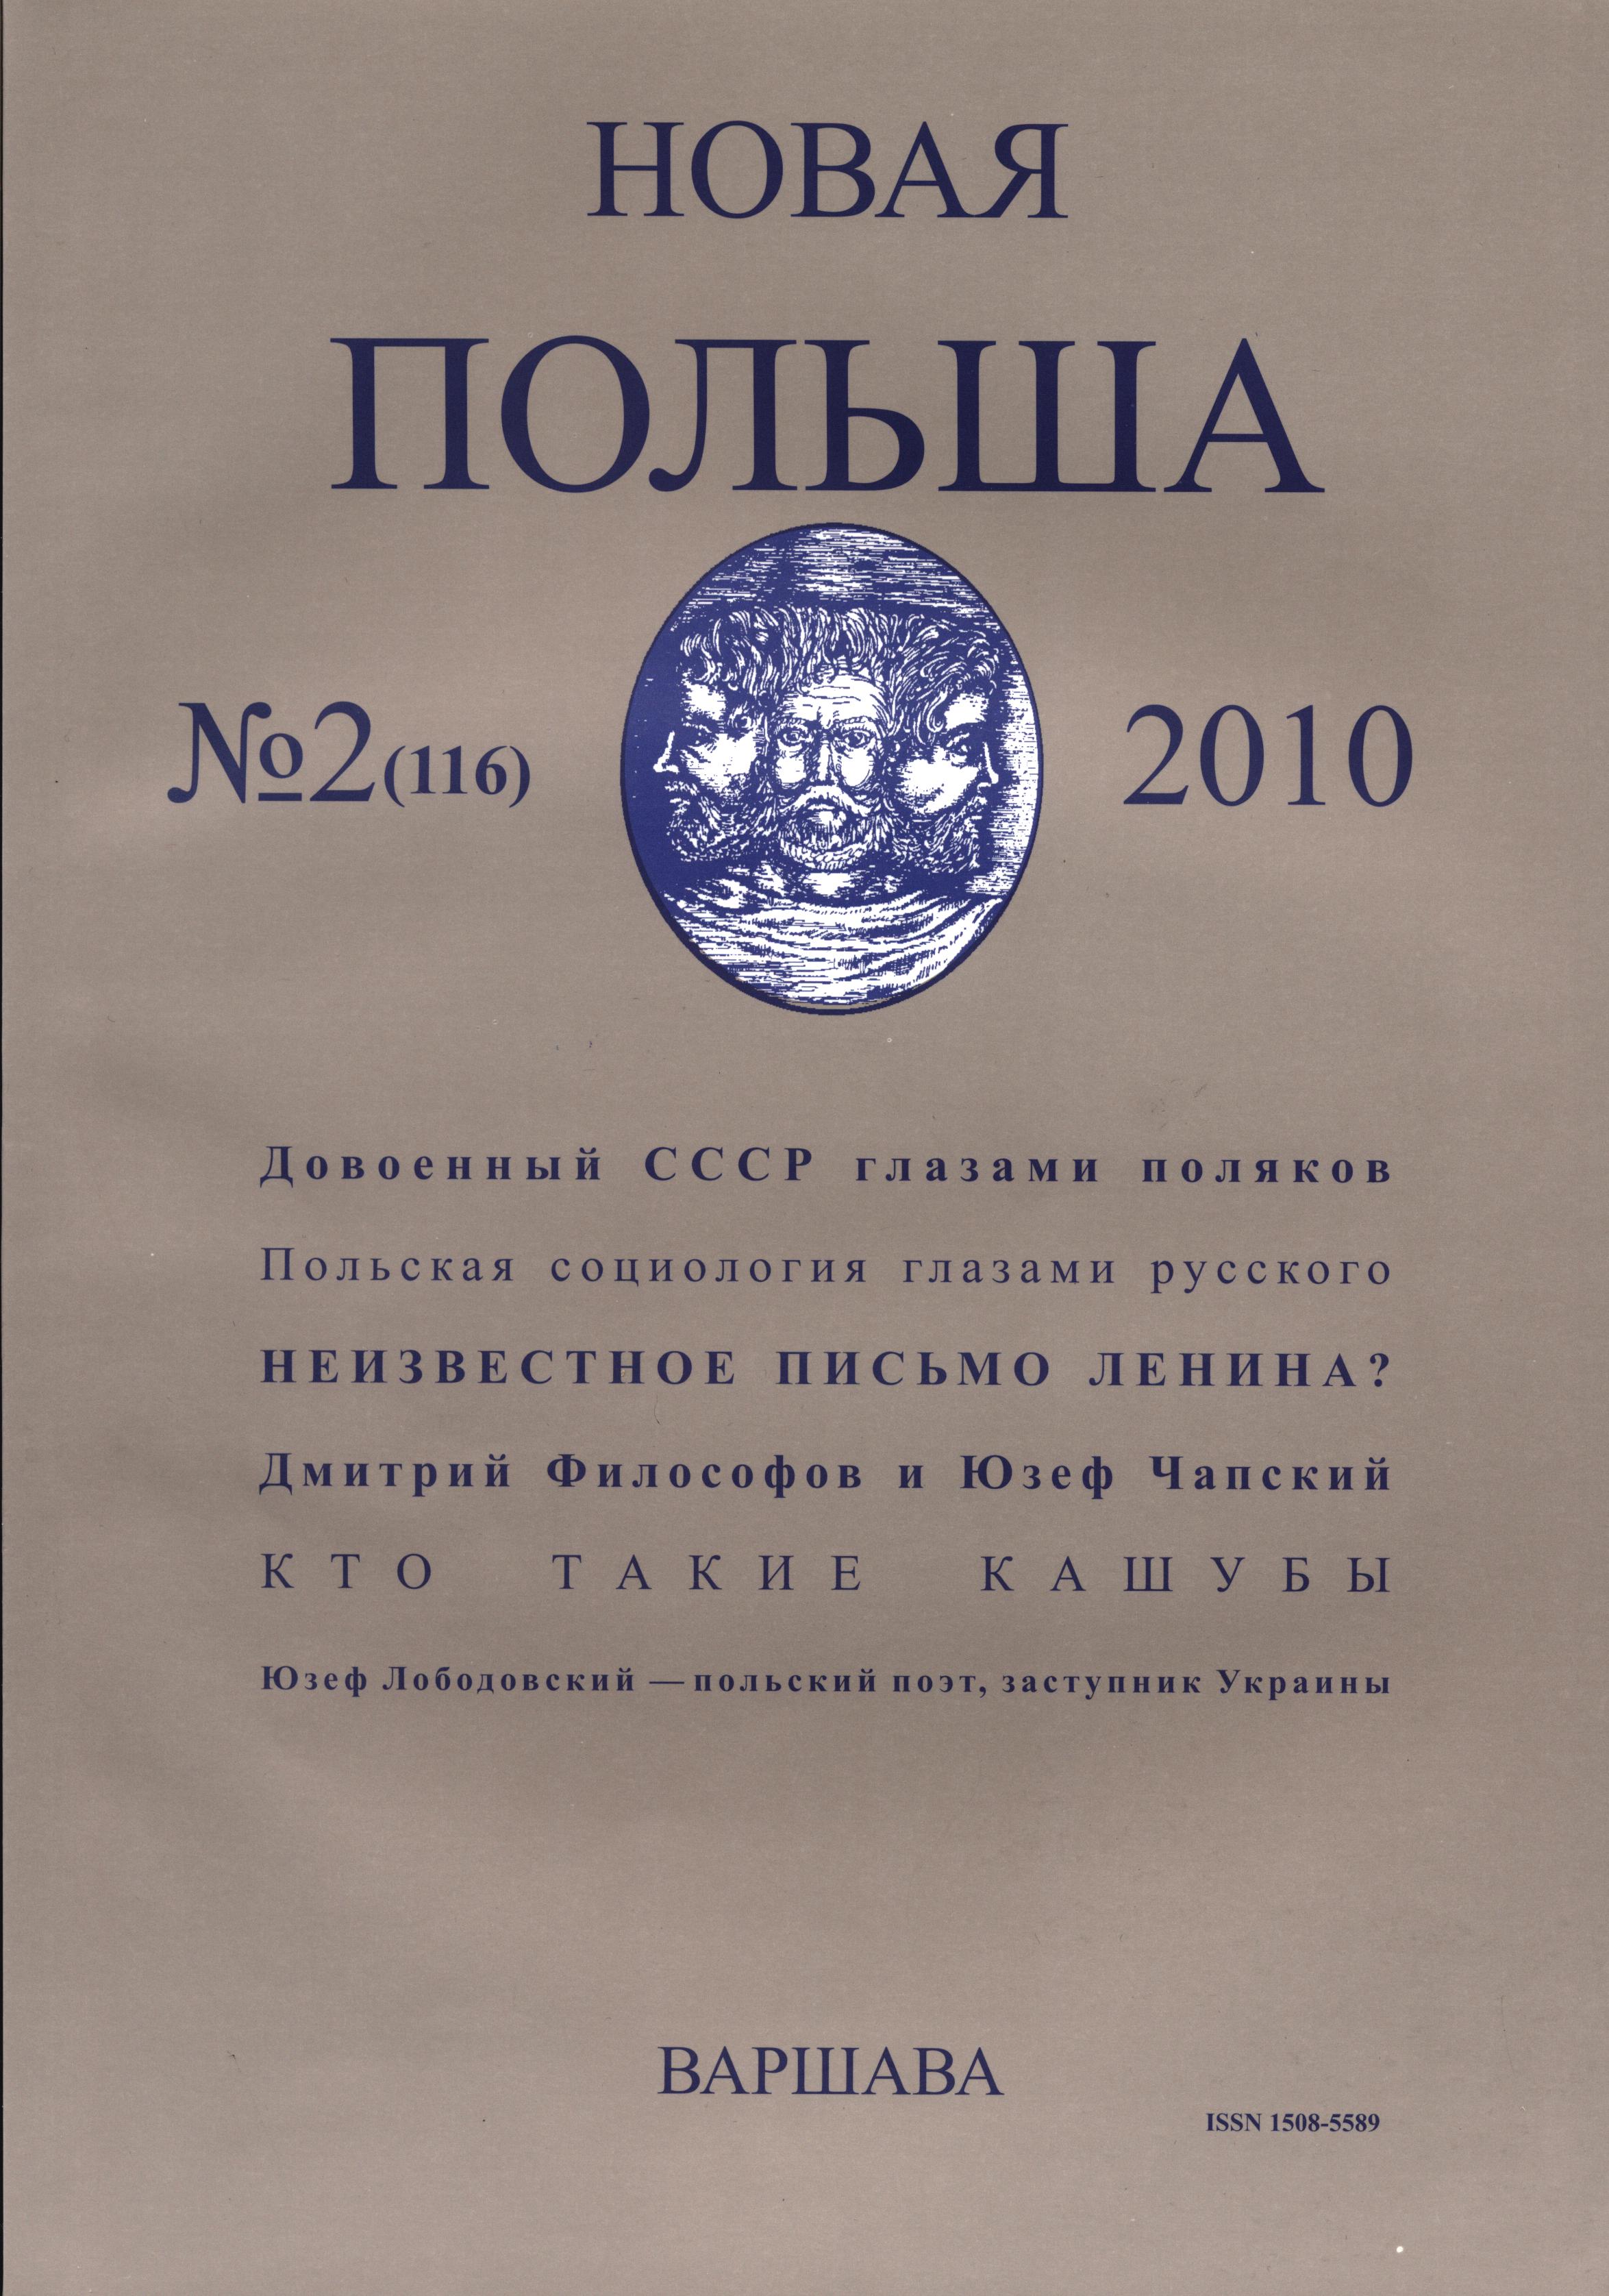 НОВАЯ
ПОЛЬША
№2(116)
2010
Довоенный СССР глазами поляков
Польская социология глазами русского
НЕИЗВЕСТНОЕ ПИСЬМО ЛЕНИНА?
Дмитрий Философов и Юзеф Чапский
КТО ТАКИЕ КАШУБЫ
Юзеф Лободовский — польский поэт, заступник Украины
ВАРШАВА
ISSN 1508-5589